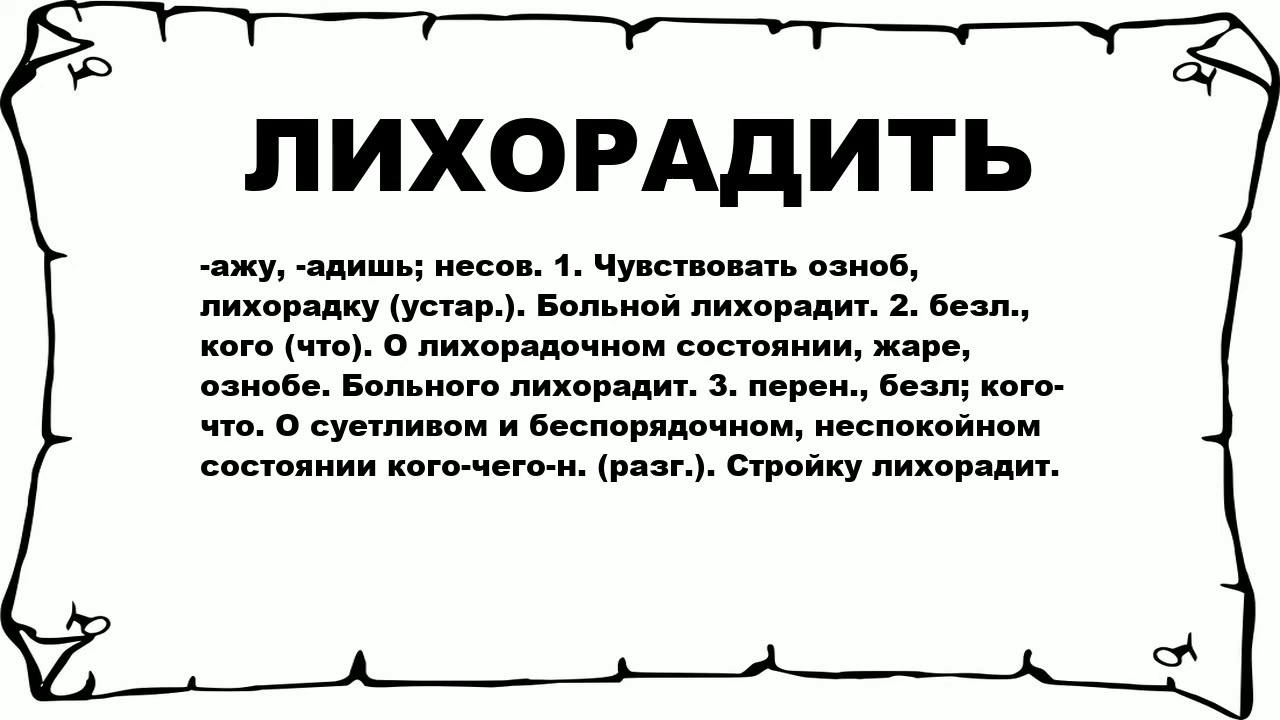 ЛИХОРАДИТЬ
-ажу, -адишь; несов. 1. Чувствовать озноб,
лихорадку (устар.). Больной лихорадит. 2. безл.,
кого (что). О лихорадочном состоянии, жаре,
ознобе. Больного лихорадит. 3. перен., безл; кого-
что. О суетливом и беспорядочном, неспокойном
состоянии кого-чего-н. (разг.). Стройку лихорадит.